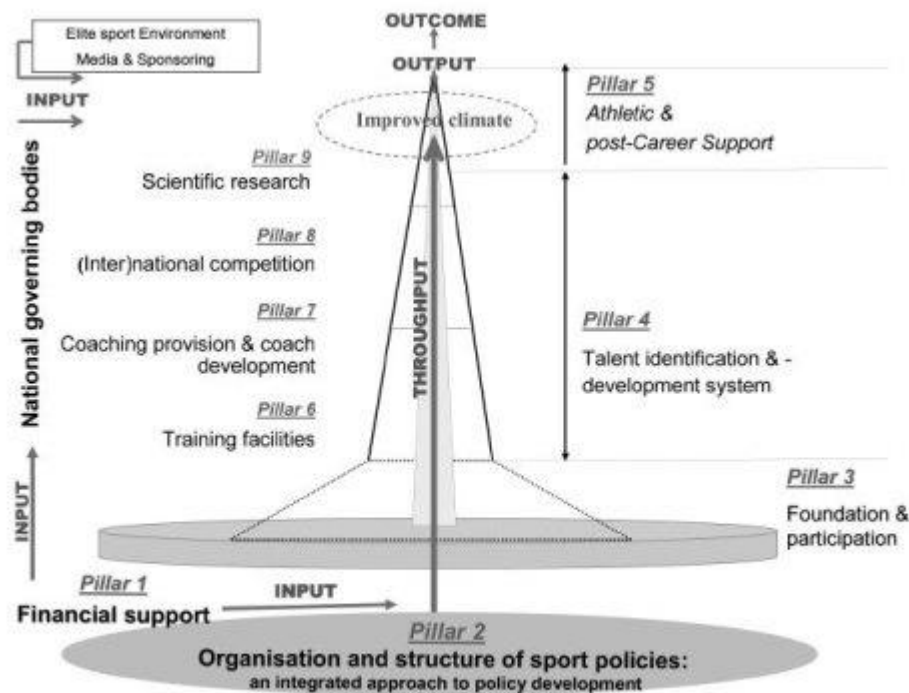 OUTCOME
Elite sport Environment
Media & Sponsoring
OUTPUT
INPUT
Pillar 5
Athletic &
post-Career Support
Improved climate
Pillar 9
Scientific research
Pillar 8
(Inter)national competition
National governing bodies
THROUGHPUT
Pillar 7
Coaching provision & coach
development
Pillar 4
Talent identification & -
development system
Pillar 6
Training facilities
INPUT
Pillar 3
Foundation &
participation
Pillar 1
Financial support
INPUT
Pillar 2
Organisation and structure of sport policies:
an integrated approach to policy development